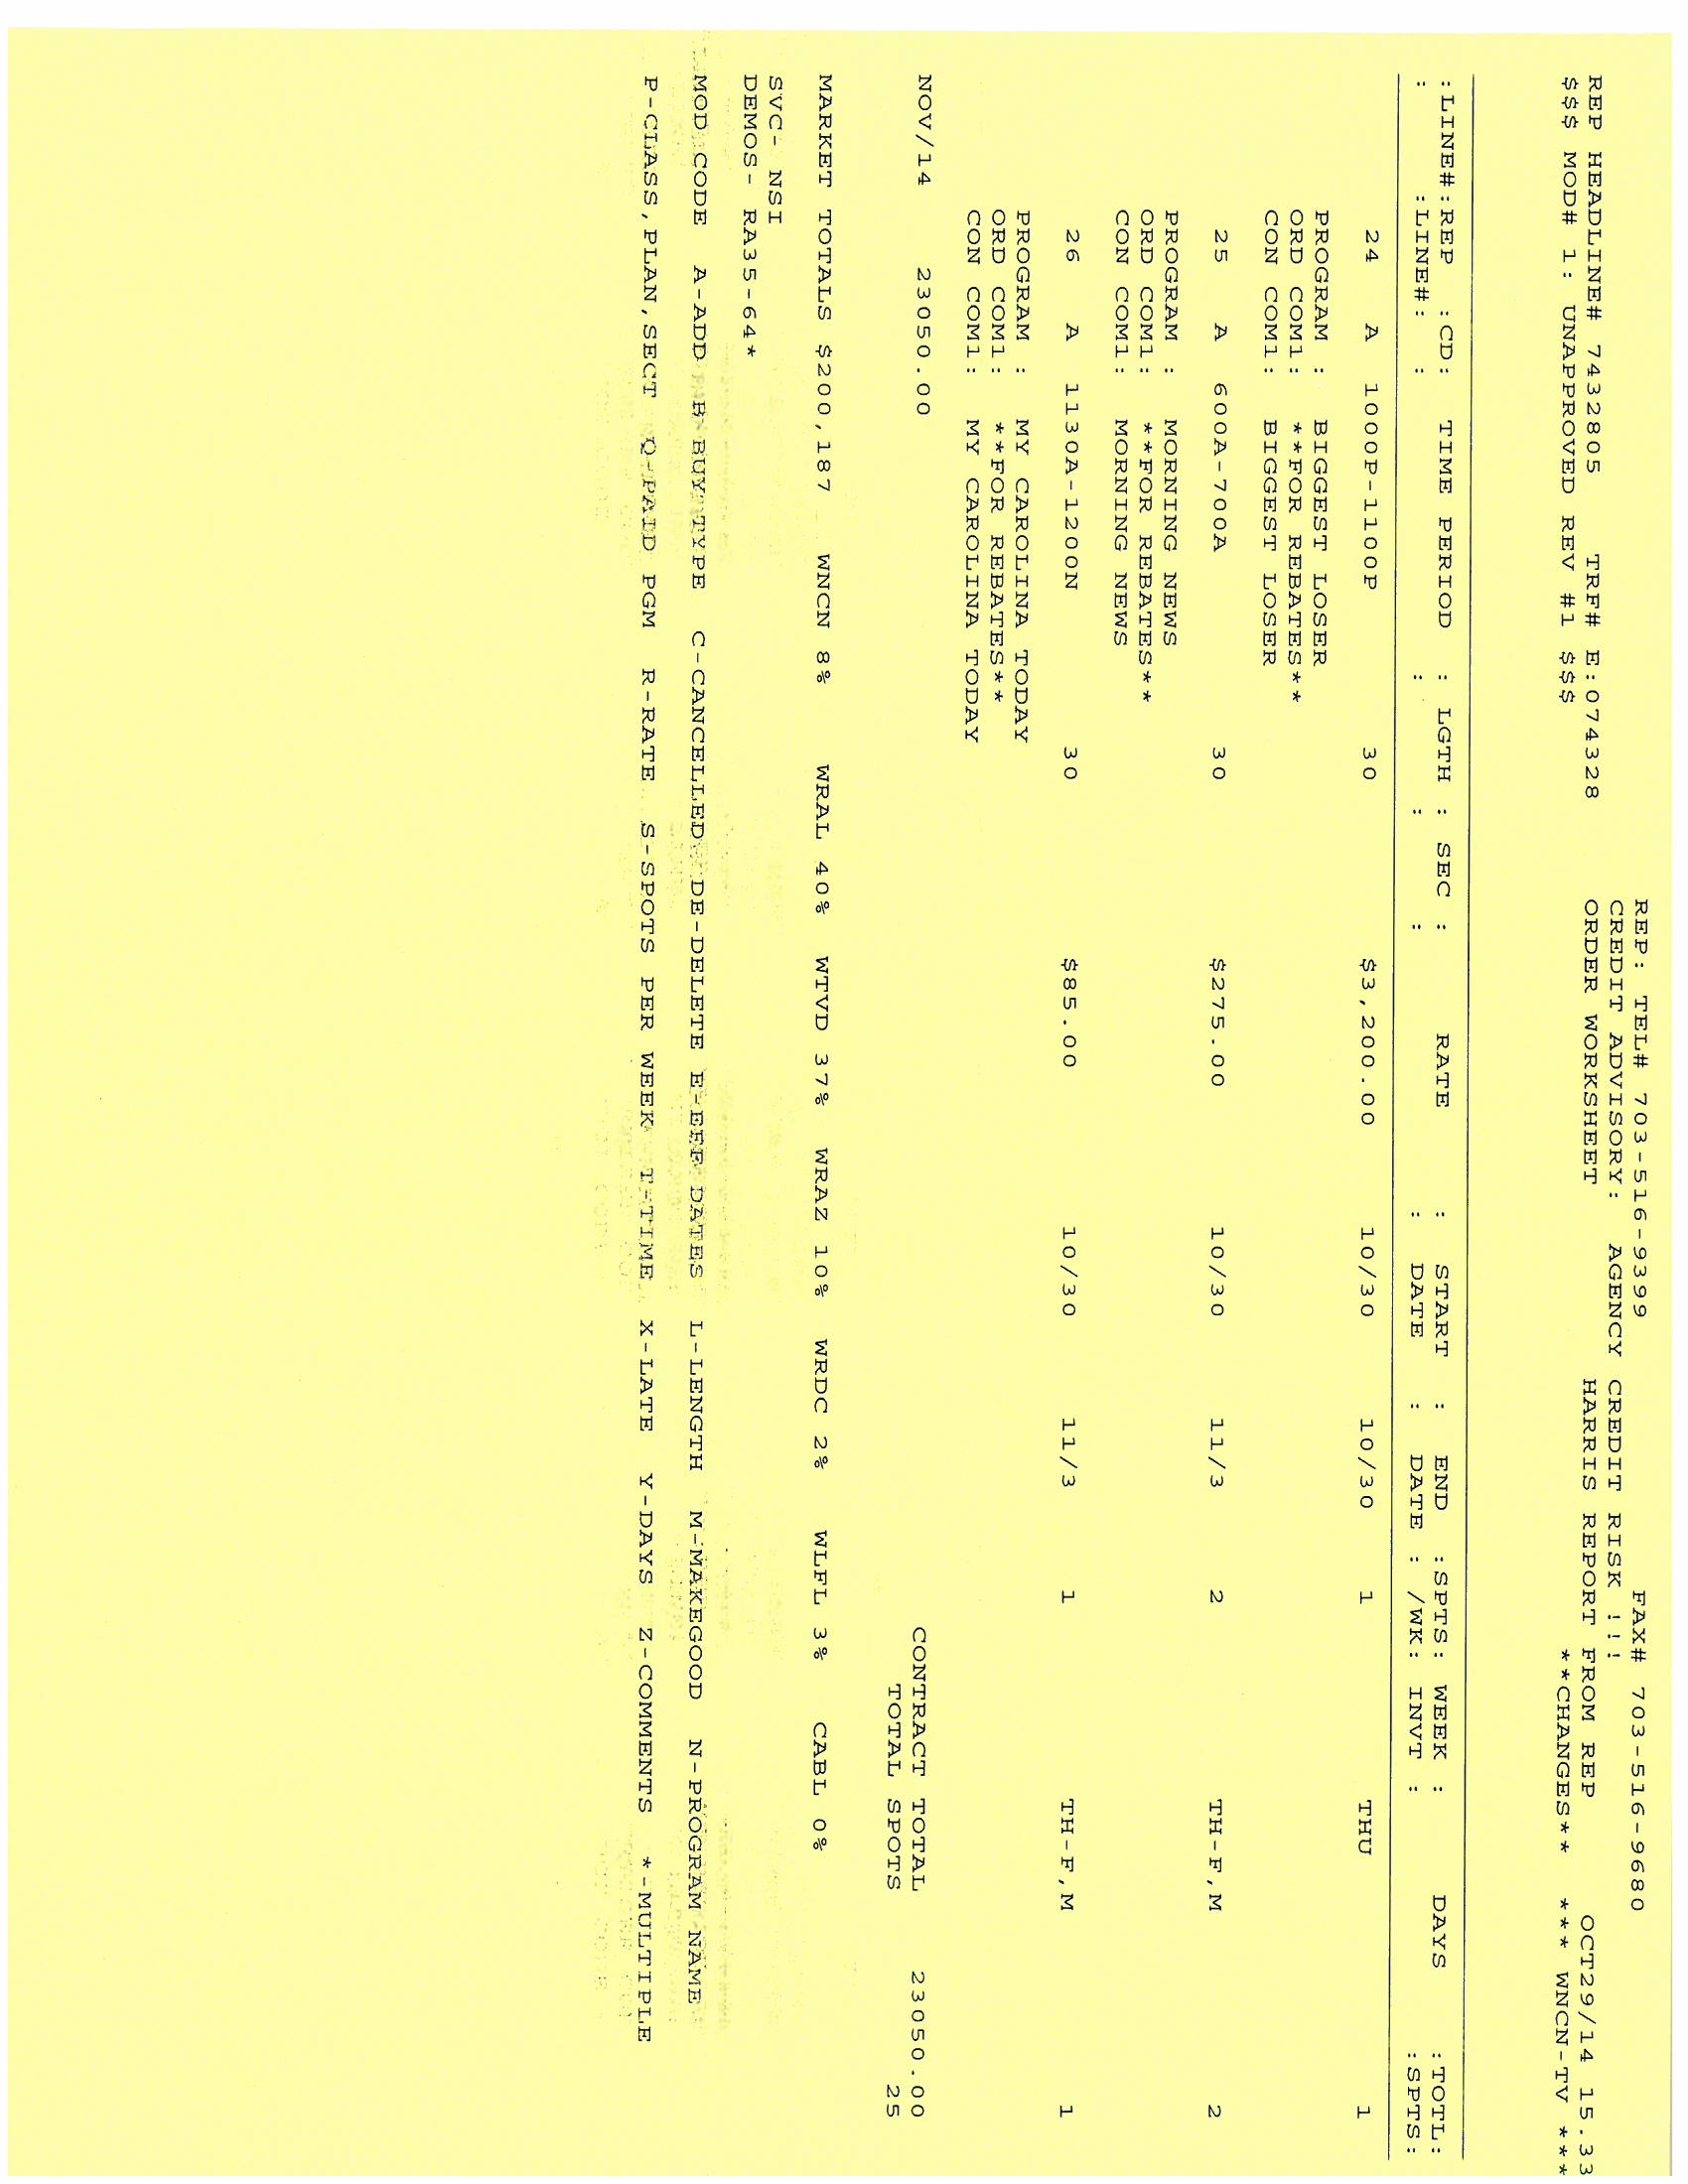 REP: TEL# 703-516-9399 FAX# 703-516-9680
CREDIT ADVISORY: AGENCY CREDIT RISK !!!
REP HEADLINE# 7432805 TRF# E:074328 ORDER WORKSHEET HARRIS REPORT FROM REP OCT29/14 15.33
$$$ MOD# 1: UNAPPROVED REV #1 $$$ **CHANGES** *** WNCN-TV ***
:LINE#:REP :CD: TIME PERIOD : LGTH : SEC : RATE : START : END :SPTS: WEEK : DAYS :TOTL:
: :LINE#: : : : : : DATE : DATE : /WK: INVT : :SPTS:
24 A 1000P-1100P 30 $3,200.00 10/30 10/30 1 THU 1
PROGRAM : BIGGEST LOSER
ORD COM1: **FOR REBATES**
CON COM1: BIGGEST LOSER
25 A 600A-700A 30 $275.00 10/30 11/3 2 TH-F,M 2
PROGRAM : MORNING NEWS
ORD COM1: **FOR REBATES**
CON COM1: MORNING NEWS
26 A 1130A-1200N 30 $85.00 10/30 11/3 1 TH-F,M 1
PROGRAM : MY CAROLINA TODAY
ORD COM1: **FOR REBATES**
CON COM1: MY CAROLINA TODAY
NOV/14 23050.00 CONTRACT TOTAL 23050.00
TOTAL SPOTS 25
MARKET TOTALS $200,187 WNCN 8% WRAL 40% WTVD 37% WRAZ 10% WRDC 2% WLFL 3% CABL 0%
SVC- NSI
DEMOS- RA35-64*
MOD CODE A-ADD B-BUY TYPE C-CANCELLED DE-DELETE E-EFF DATES L-LENGTH M-MAKEGOOD N-PROGRAM NAME
P-CLASS,PLAN,SECT Q-PAID PGM R-RATE S-SPOTS PER WEEK T-TIME X-LATE Y-DAYS Z-COMMENTS *-MULTIPLE